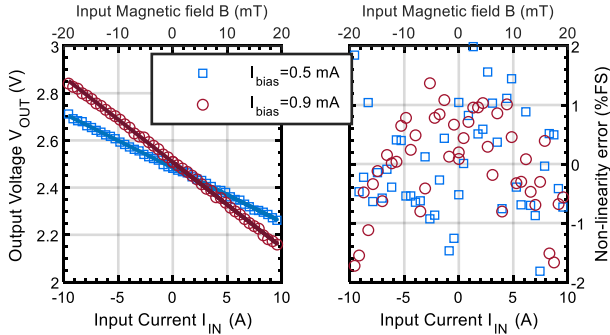 Input Magnetic field B (mT)
Input Magnetic field B (mT)
-20 -10 0 10 20
-20 -10 0 10 20
3
2.8
2.6
2.4
2.2
2
Output Voltage V_OUT (V)
I_bias=0.5 mA
I_bias=0.9 mA
2
1
0
-1
-2
Non-linearity error (%FS)
-10 -5 0 5 10
-10 -5 0 5 10
Input Current I_IN (A)
Input Current I_IN (A)